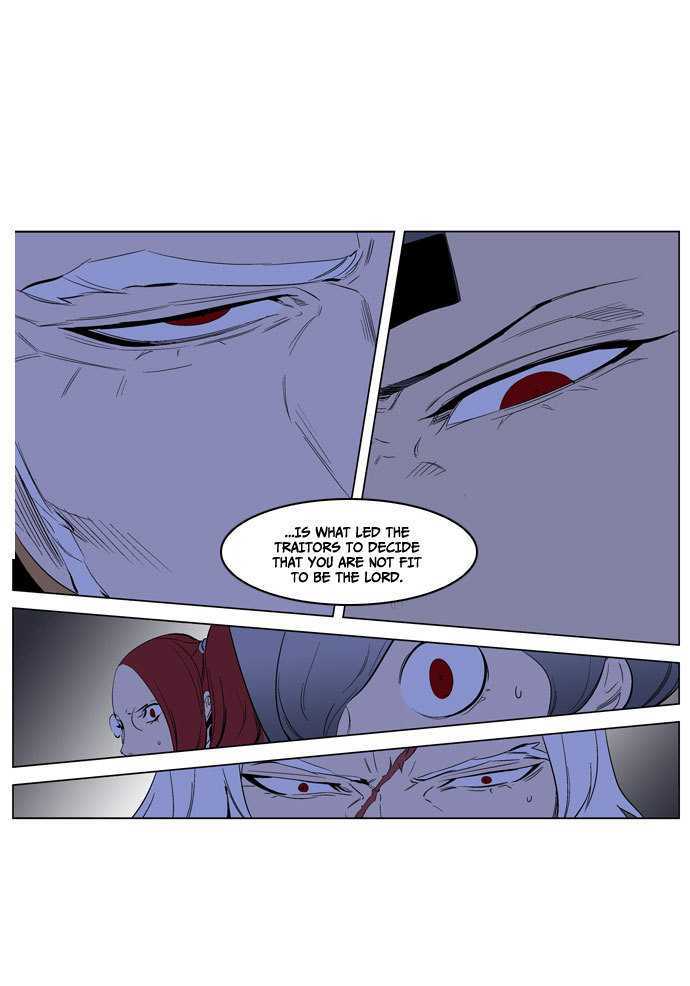 ...IS WHAT LED THE
TRAITORS TO DECIDE
THAT YOU ARE NOT FIT
TO BE THE LORD.